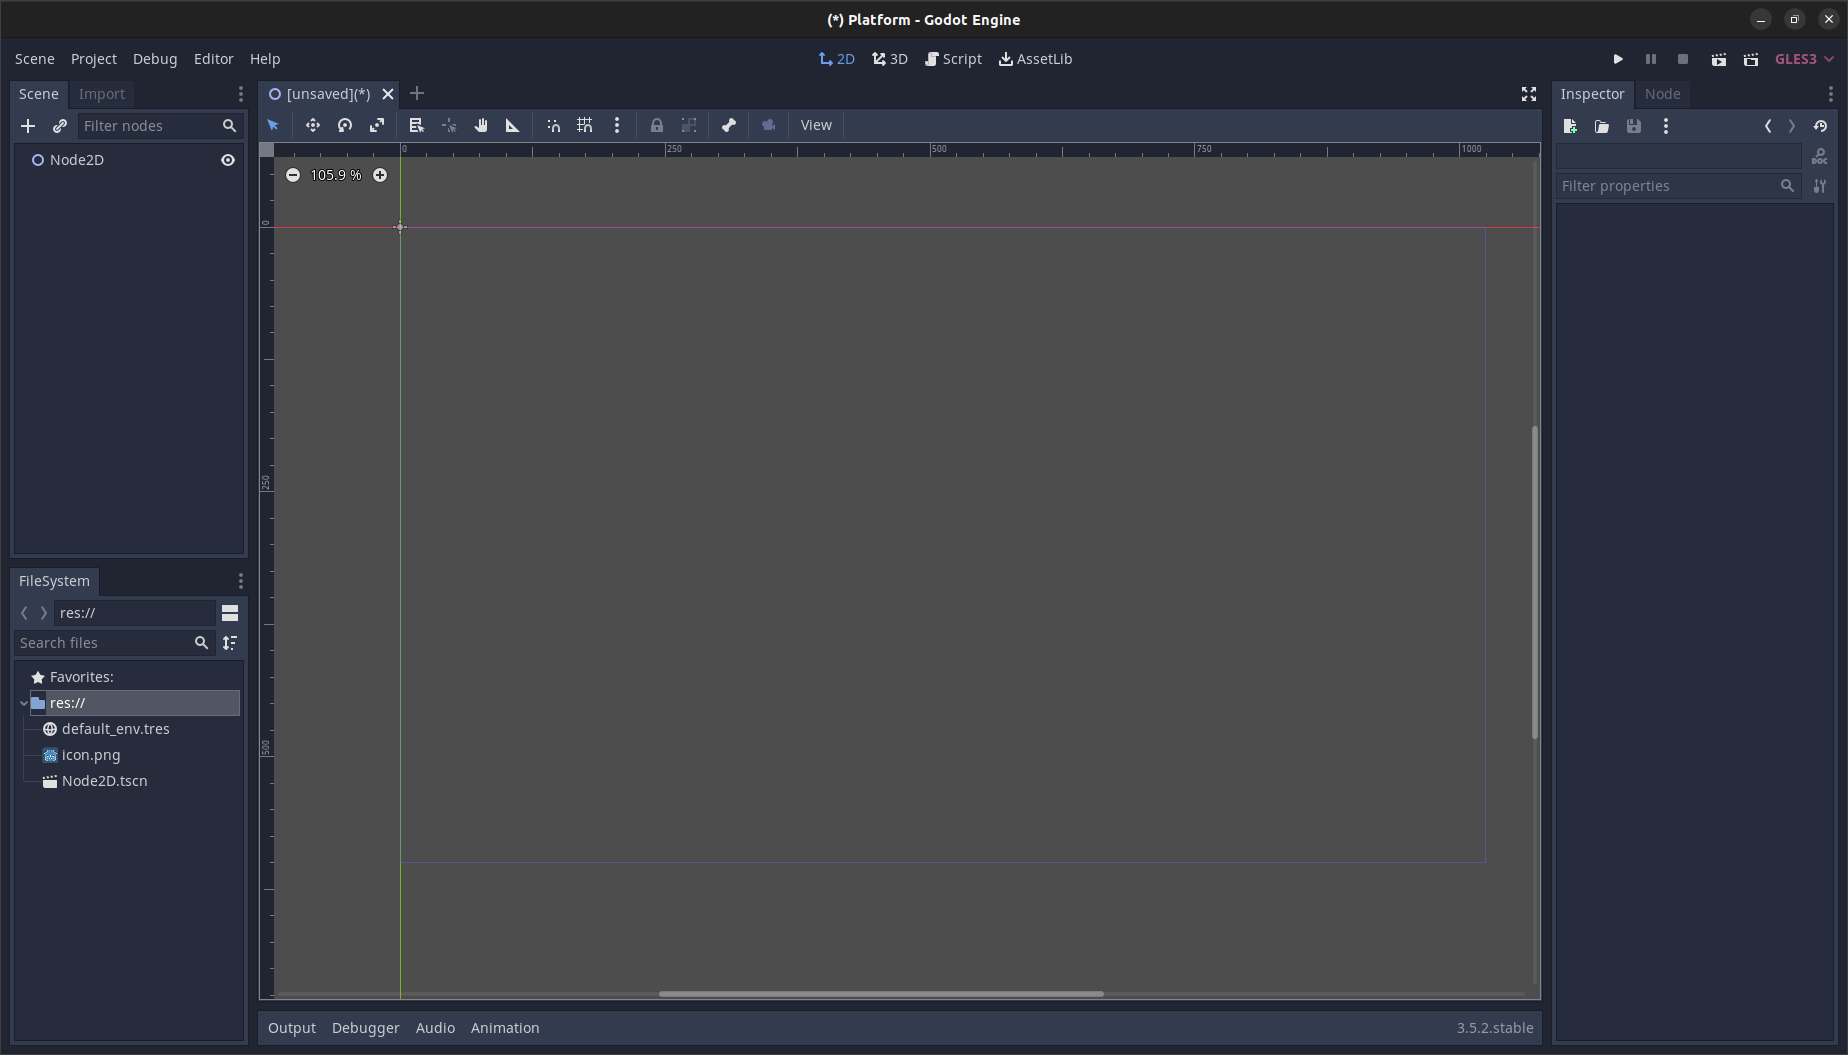 (*) Platform - Godot Engine
Scene Project Debug Editor Help 2D 3D Script AssetLib GLES3
Scene Import
[unsaved](*)
Inspector Node
Filter nodes
View
Node2D
0 250 500 750 1000
105.9 %
DOC
Filter properties
0
250
500
FileSystem
res://
Search files
Favorites:
res://
default_env.tres
icon.png
Node2D.tscn
Output Debugger Audio Animation 3.5.2.stable